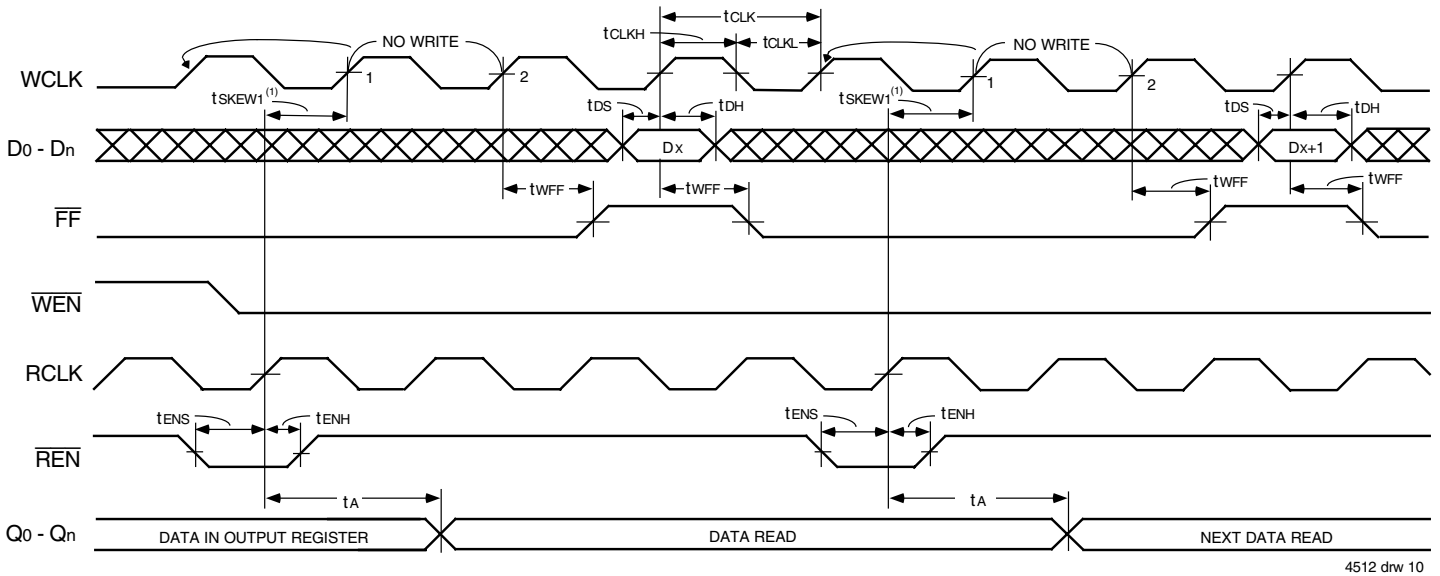 tCLK
tCLKH
tCLKL
NO WRITE
NO WRITE
WCLK
1
2
1
2
tSKEW1(1)
tDS
tDH
tSKEW1(1)
tDS
tDH
D0 - Dn
Dx
Dx+1
tWFF
tWFF
tWFF
tWFF
FF
WEN
RCLK
tENS
tENH
tENS
tENH
REN
tA
tA
Q0 - Qn
DATA IN OUTPUT REGISTER
DATA READ
NEXT DATA READ
4512 drw 10